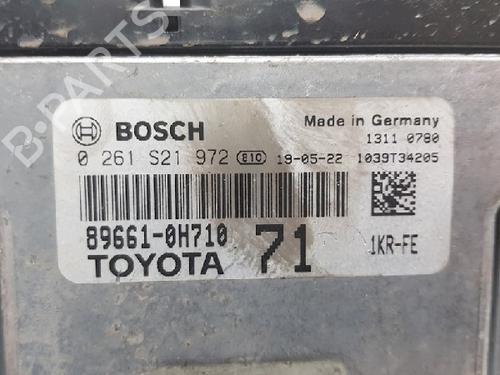 BOSCH
Made in Germany
1311 0780
0 261 S21 972 E10 19-05-22 1039T34205
89661-0H710
TOYOTA 71 1KR-FE
B-PARTS